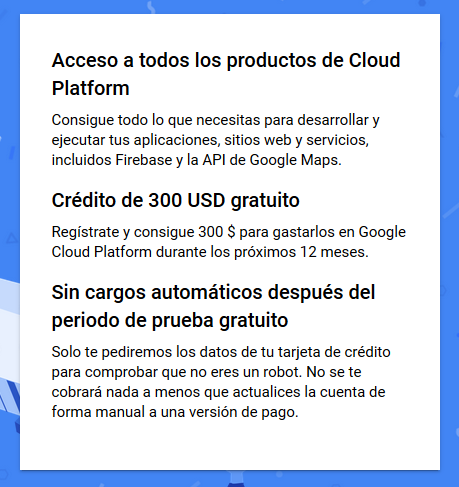 Acceso a todos los productos de Cloud
Platform
Consigue todo lo que necesitas para desarrollar y
ejecutar tus aplicaciones, sitios web y servicios,
incluidos Firebase y la API de Google Maps.
Crédito de 300 USD gratuito
Regístrate y consigue 300 $ para gastarlos en Google
Cloud Platform durante los próximos 12 meses.
Sin cargos automáticos después del
periodo de prueba gratuito
Solo te pediremos los datos de tu tarjeta de crédito
para comprobar que no eres un robot. No se te
cobrará nada a menos que actualices la cuenta de
forma manual a una versión de pago.